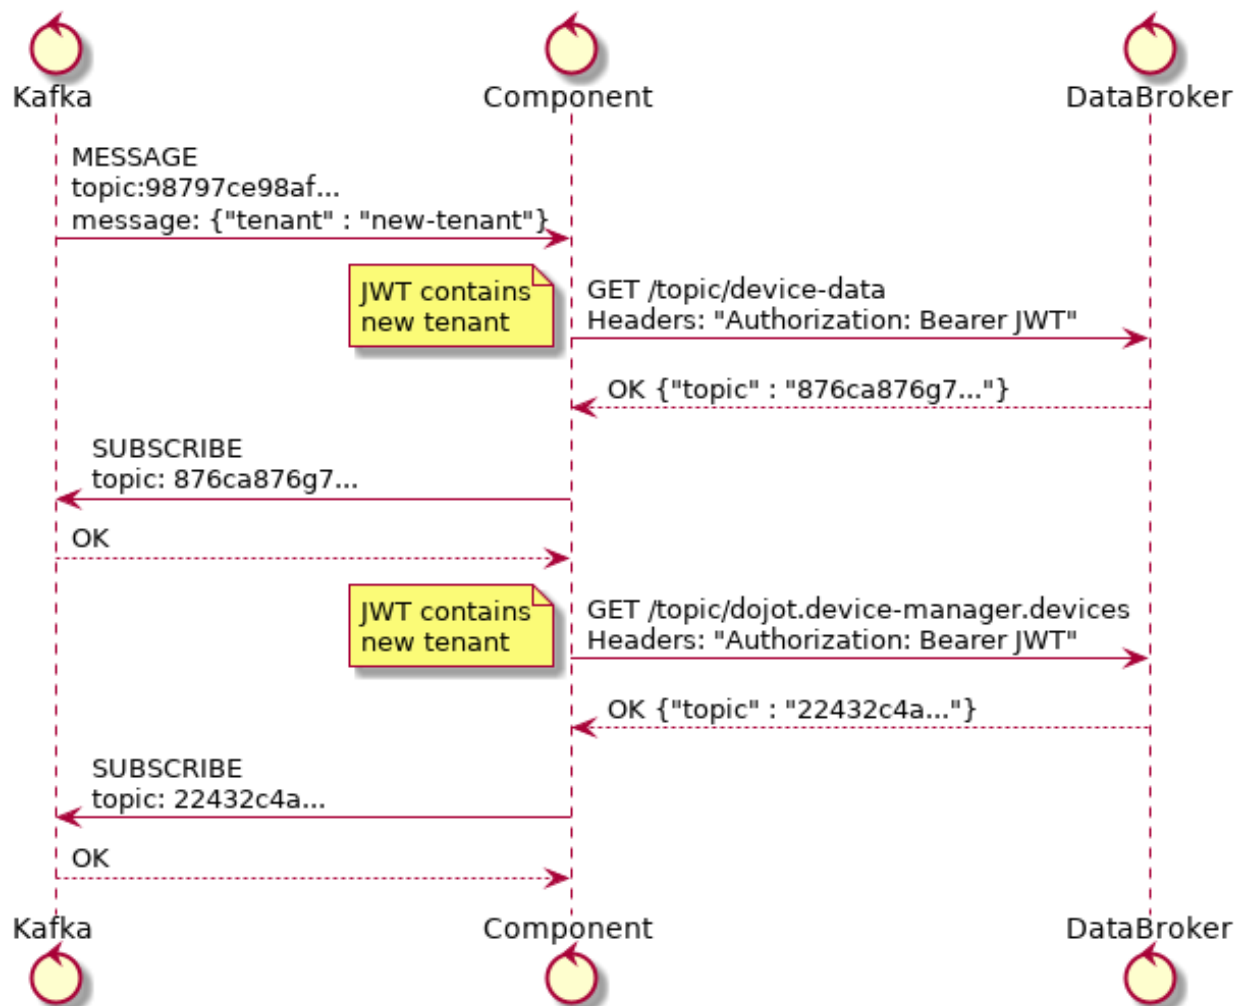 Kafka
Component
DataBroker
MESSAGE
topic:98797ce98af...
message: {"tenant" : "new-tenant"}
JWT contains
new tenant
GET /topic/device-data
Headers: "Authorization: Bearer JWT"
OK {"topic" : "876ca876g7..."}
SUBSCRIBE
topic: 876ca876g7...
OK
JWT contains
new tenant
GET /topic/dojot.device-manager.devices
Headers: "Authorization: Bearer JWT"
OK {"topic" : "22432c4a..."}
SUBSCRIBE
topic: 22432c4a...
OK
Kafka
Component
DataBroker